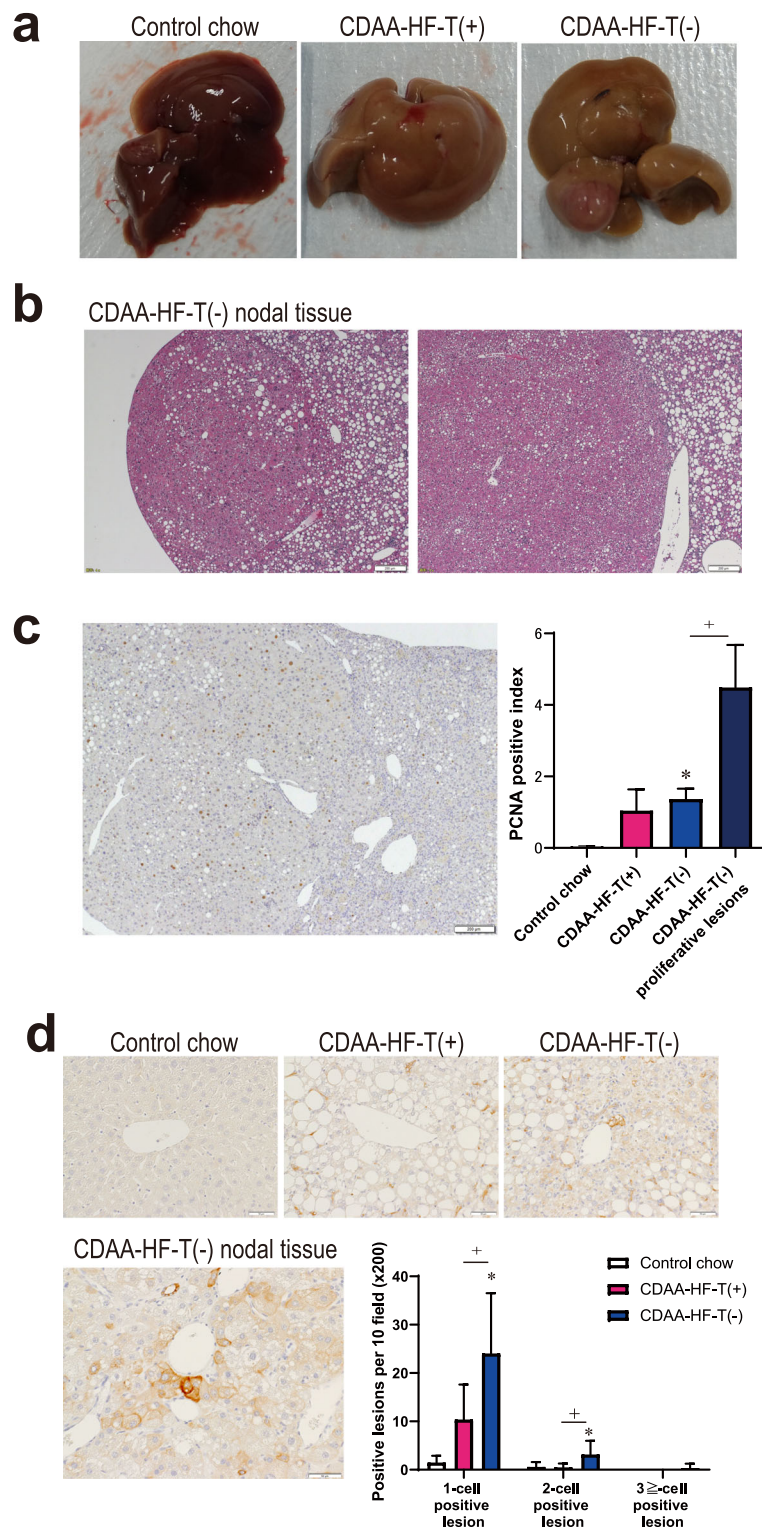 a
Control chow
CDAA-HF-T(+)
CDAA-HF-T(-)
b
CDAA-HF-T(-) nodal tissue
c
PCNA positive index
6
4
2
0
+
*
Control chow
CDAA-HF-T(+)
CDAA-HF-T(-)
CDAA-HF-T(-)
proliferative lesions
d
Control chow
CDAA-HF-T(+)
CDAA-HF-T(-)
CDAA-HF-T(-) nodal tissue
Positive lesions per 10 field (x200)
40
30
20
10
0
+
*
+
*
Control chow
CDAA-HF-T(+)
CDAA-HF-T(-)
1-cell
positive
lesion
2-cell
positive
lesion
3≧-cell
positive
lesion